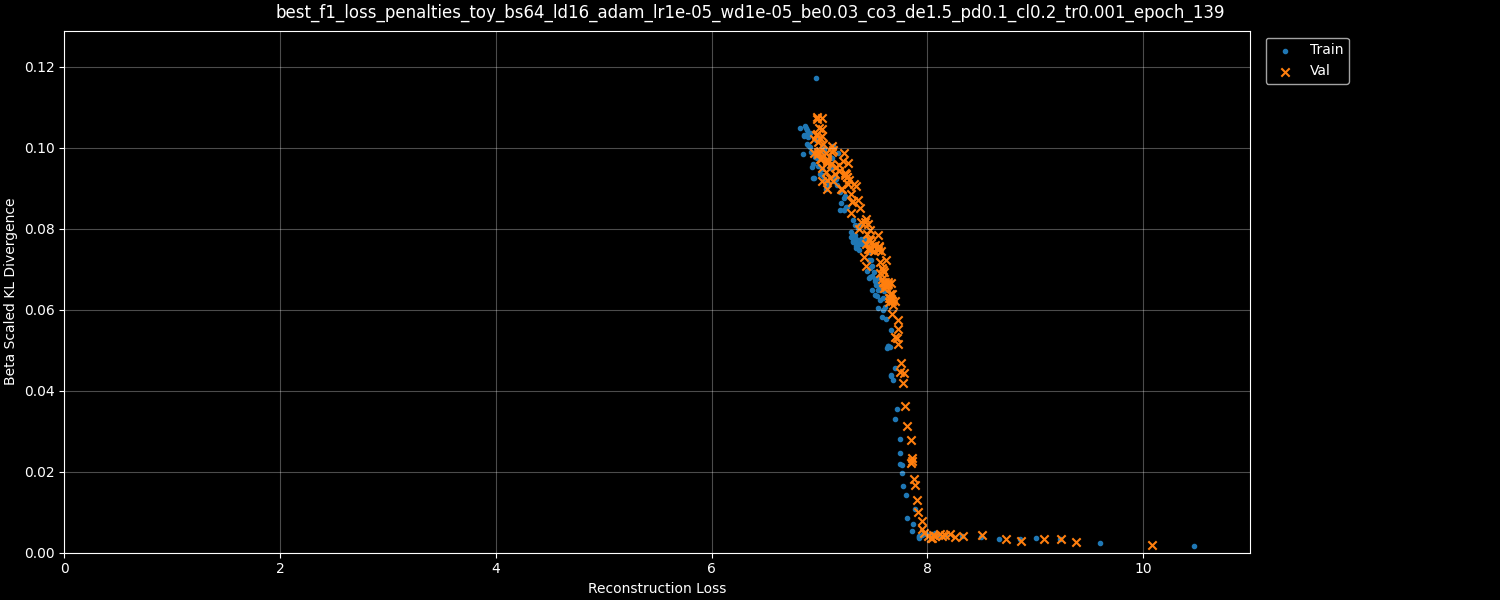 best_f1_loss_penalties_toy_bs64_ld16_adam_lr1e-05_wd1e-05_be0.03_co3_de1.5_pd0.1_cl0.2_tr0.001_epoch_139
Train
Val
Beta Scaled KL Divergence
0.12
0.10
0.08
0.06
0.04
0.02
0.00
0 2 4 6 8 10
Reconstruction Loss